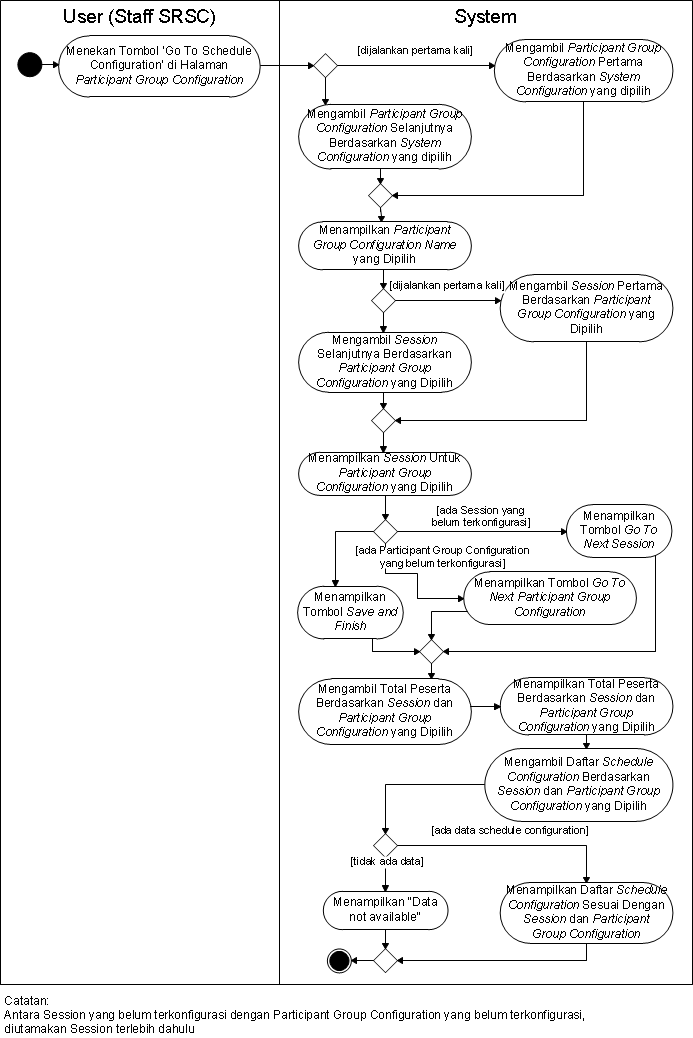 User (Staff SRSC)
System
Menekan Tombol 'Go To Schedule
Configuration' di Halaman
Participant Group Configuration
[dijalankan pertama kali]
Mengambil Participant Group
Configuration Pertama
Berdasarkan System
Configuration yang dipilih
Mengambil Participant Group
Configuration Selanjutnya
Berdasarkan System
Configuration yang dipilih
Menampilkan Participant
Group Configuration Name
yang Dipilih
[dijalankan pertama kali]
Mengambil Session Pertama
Berdasarkan Participant
Group Configuration yang
Dipilih
Mengambil Session
Selanjutnya Berdasarkan
Participant Group
Configuration yang Dipilih
Menampilkan Session Untuk
Participant Group
Configuration yang Dipilih
[ada Session yang
belum terkonfigurasi]
Menampilkan
Tombol Go To
Next Session
[ada Participant Group Configuration
yang belum terkonfigurasi]
Menampilkan Tombol Go To
Next Participant Group
Configuration
Menampilkan
Tombol Save and
Finish
Mengambil Total Peserta
Berdasarkan Session dan
Participant Group
Configuration yang Dipilih
Menampilkan Total Peserta
Berdasarkan Session dan
Participant Group
Configuration yang Dipilih
Mengambil Daftar Schedule
Configuration Berdasarkan
Session dan Participant Group
Configuration yang Dipilih
[ada data schedule configuration]
[tidak ada data]
Menampilkan "Data
not available"
Menampilkan Daftar Schedule
Configuration Sesuai Dengan
Session dan Participant
Group Configuration
Catatan:
Antara Session yang belum terkonfigurasi dengan Participant Group Configuration yang belum terkonfigurasi,
diutamakan Session terlebih dahulu